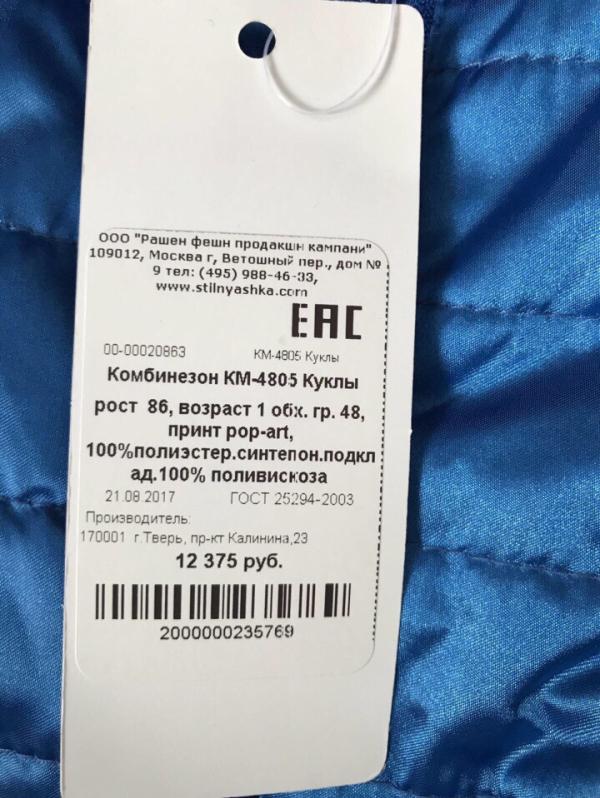 ООО "Рашен фешн продакшн кампани"
109012, Москва г, Ветошный пер., дом №
9 тел: (495) 988-46-33,
www.stilnyashka.com
EAC
00-00020863 КМ-4805 Куклы
Комбинезон КМ-4805 Куклы
рост 86, возраст 1 обх. гр. 48,
принт pop-art,
100%полиэстер.синтепон.подкл
ад.100% поливискоза
21.08.2017 ГОСТ 25294-2003
Производитель:
170001 г.Тверь, пр-кт Калинина,23
12 375 руб.
2000000235769